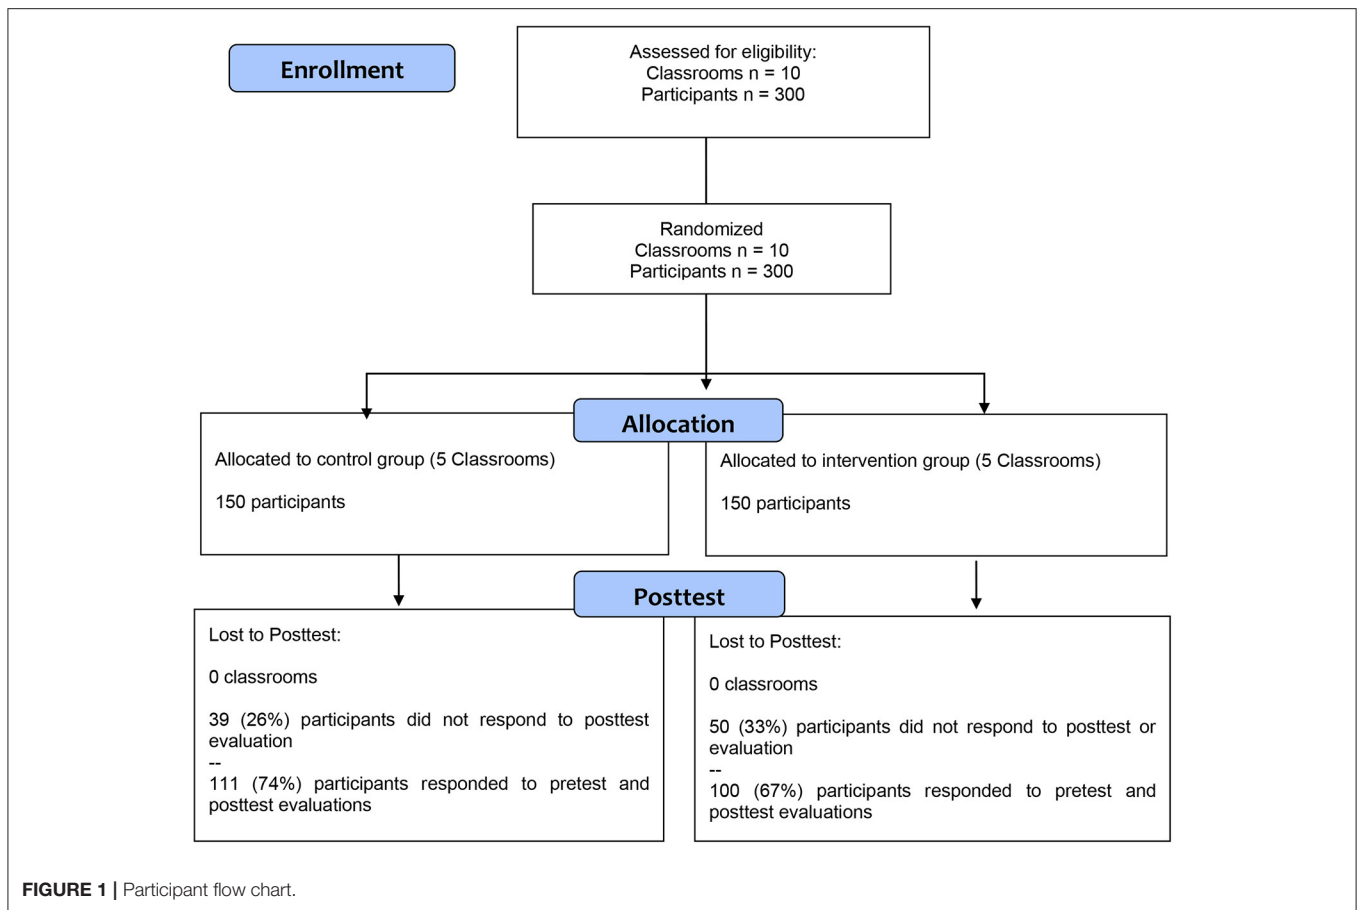 Enrollment
Assessed for eligibility:
Classrooms n = 10
Participants n = 300
Randomized
Classrooms n = 10
Participants n = 300
Allocation
Allocated to control group (5 Classrooms)
150 participants
Allocated to intervention group (5 Classrooms)
150 participants
Posttest
Lost to Posttest:
0 classrooms
39 (26%) participants did not respond to posttest
evaluation
--
111 (74%) participants responded to pretest and
posttest evaluations
Lost to Posttest:
0 classrooms
50 (33%) participants did not respond to posttest or
evaluation
--
100 (67%) participants responded to pretest and
posttest evaluations
FIGURE 1 | Participant flow chart.